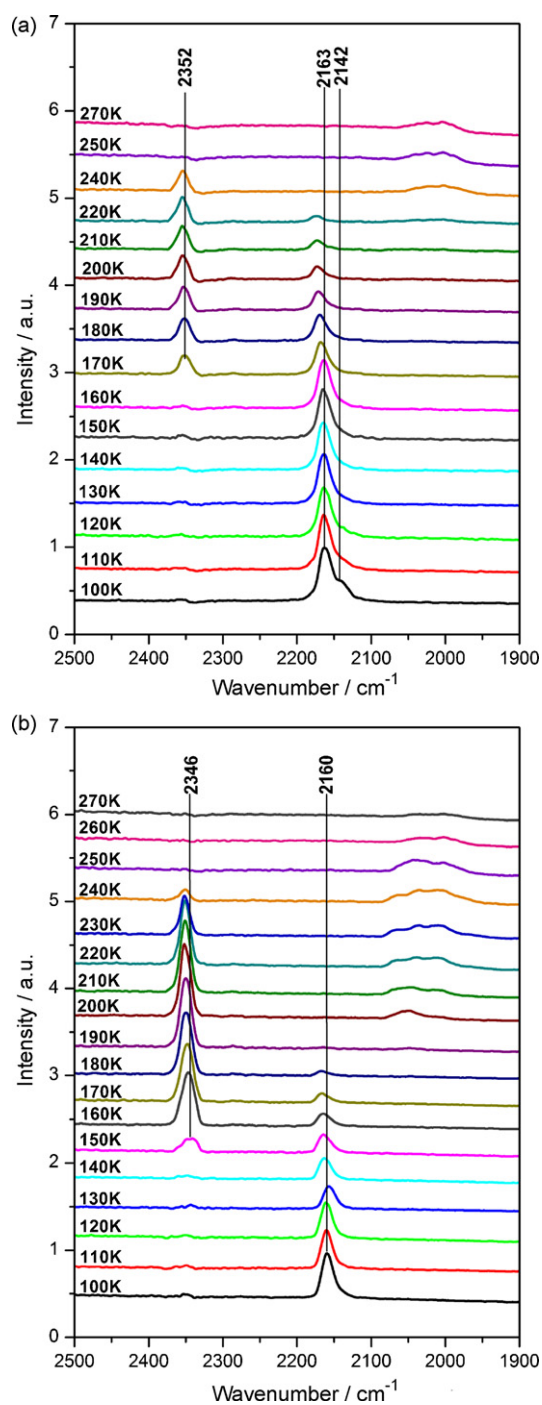 (a)
2352
2163
2142
7
6
5
4
3
2
1
0
Intensity / a.u.
270K
250K
240K
220K
210K
200K
190K
180K
170K
160K
150K
140K
130K
120K
110K
100K
2500 2400 2300 2200 2100 2000 1900
Wavenumber / cm⁻¹
(b)
2346
2160
7
6
5
4
3
2
1
0
Intensity / a.u.
270K
260K
250K
240K
230K
220K
210K
200K
190K
180K
170K
160K
150K
140K
130K
120K
110K
100K
2500 2400 2300 2200 2100 2000 1900
Wavenumber / cm⁻¹